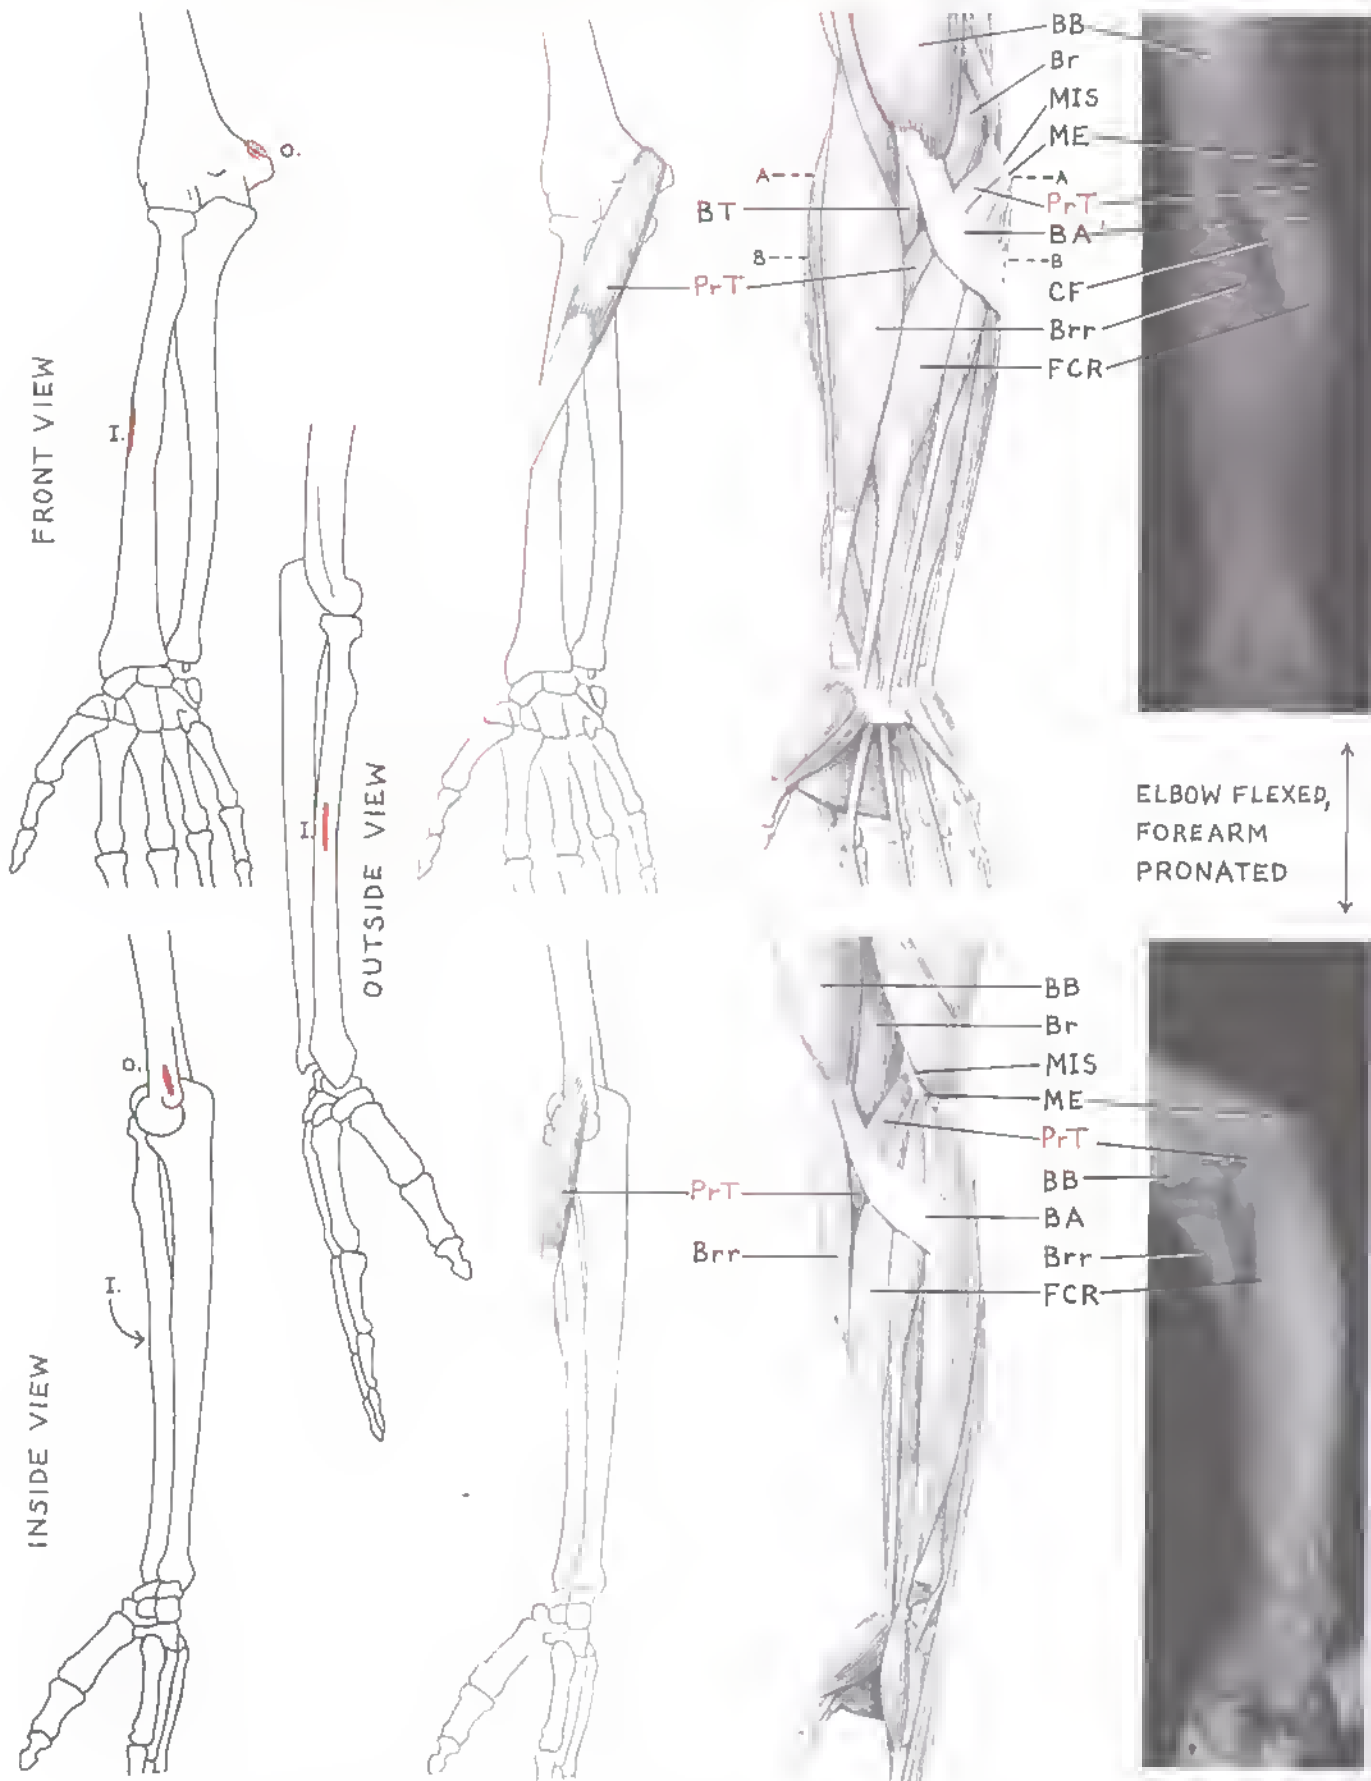 FRONT VIEW
O.
I.
OUTSIDE VIEW
I.
BB
Br
MIS
ME
A
A
PrT
BT
BA
B
B
CF
PrT
Brr
FCR
ELBOW FLEXED,
FOREARM
PRONATED
INSIDE VIEW
O.
I.
BB
Br
MIS
ME
PrT
BB
PrT
BA
Brr
Brr
FCR